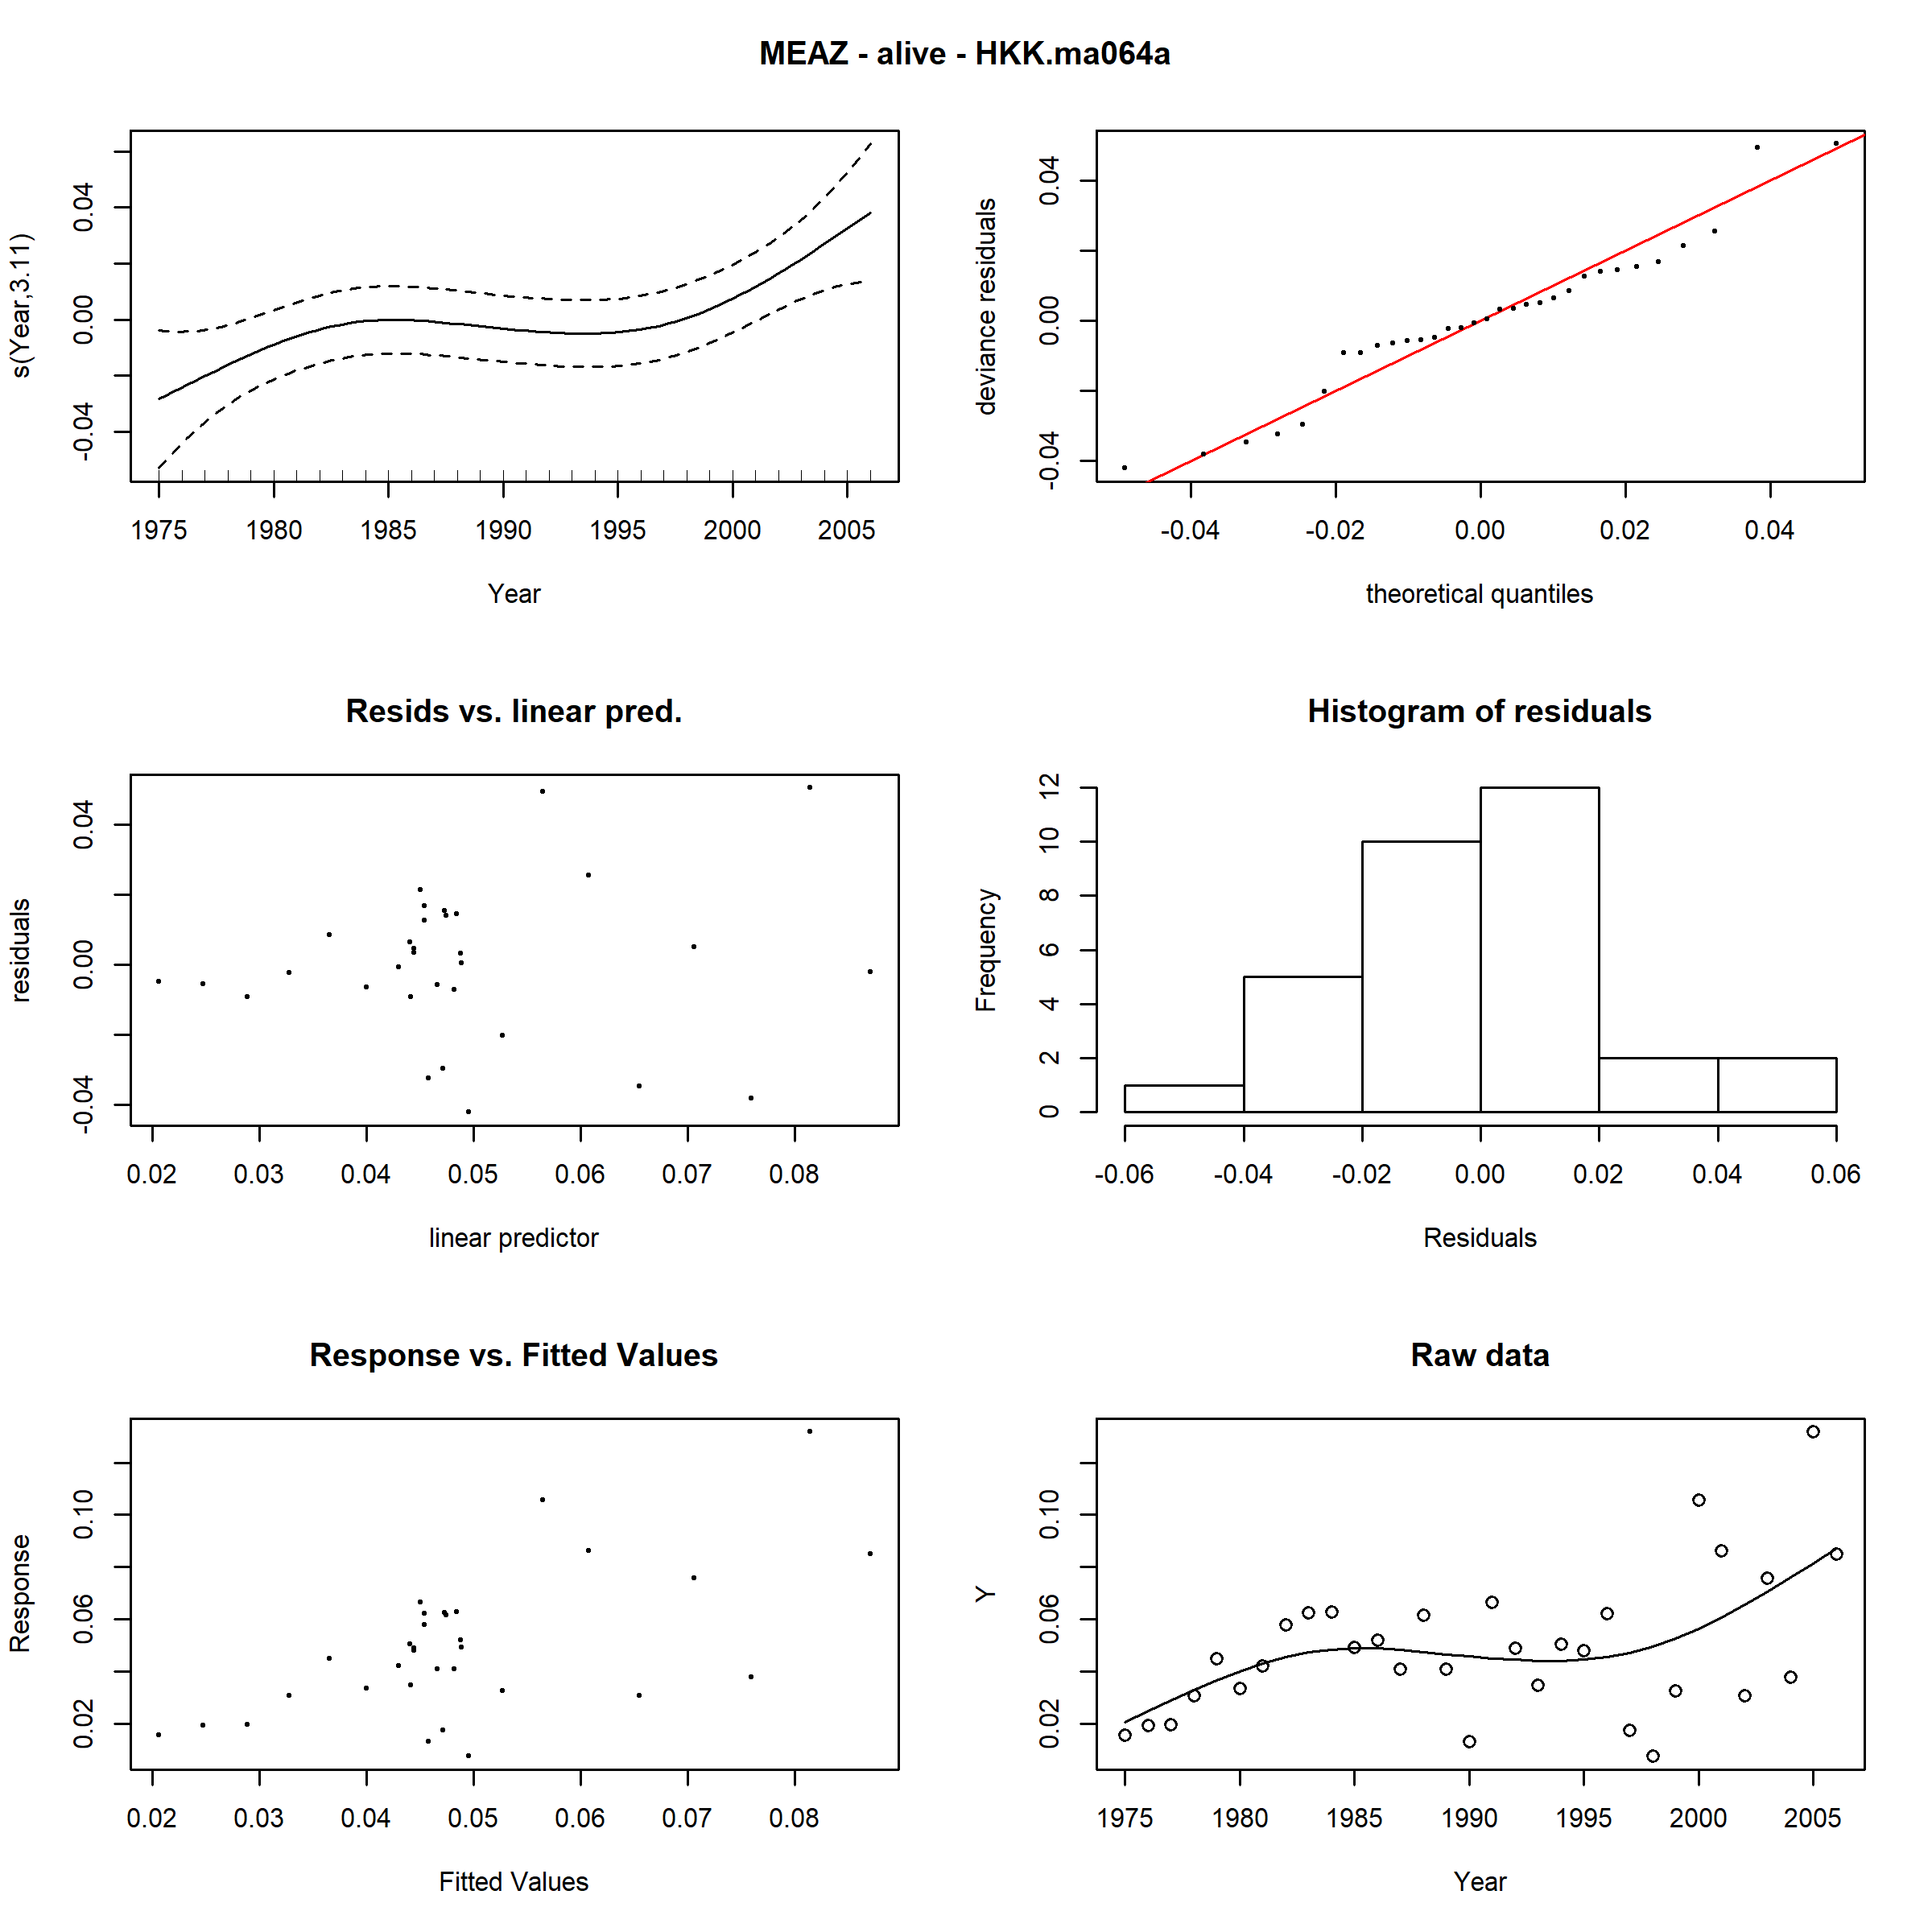 MEAZ - alive - HKK.ma064a
s(Year,3.11)
-0.04 0.00 0.04
1975 1980 1985 1990 1995 2000 2005
Year
deviance residuals
-0.04 0.00 0.04
-0.04 -0.02 0.00 0.02 0.04
theoretical quantiles
Resids vs. linear pred.
residuals
-0.04 0.00 0.04
0.02 0.03 0.04 0.05 0.06 0.07 0.08
linear predictor
Histogram of residuals
Frequency
0 2 4 6 8 10 12
-0.06 -0.04 -0.02 0.00 0.02 0.04 0.06
Residuals
Response vs. Fitted Values
Response
0.02 0.06 0.10
0.02 0.03 0.04 0.05 0.06 0.07 0.08
Fitted Values
Raw data
Y
0.02 0.06 0.10
1975 1980 1985 1990 1995 2000 2005
Year